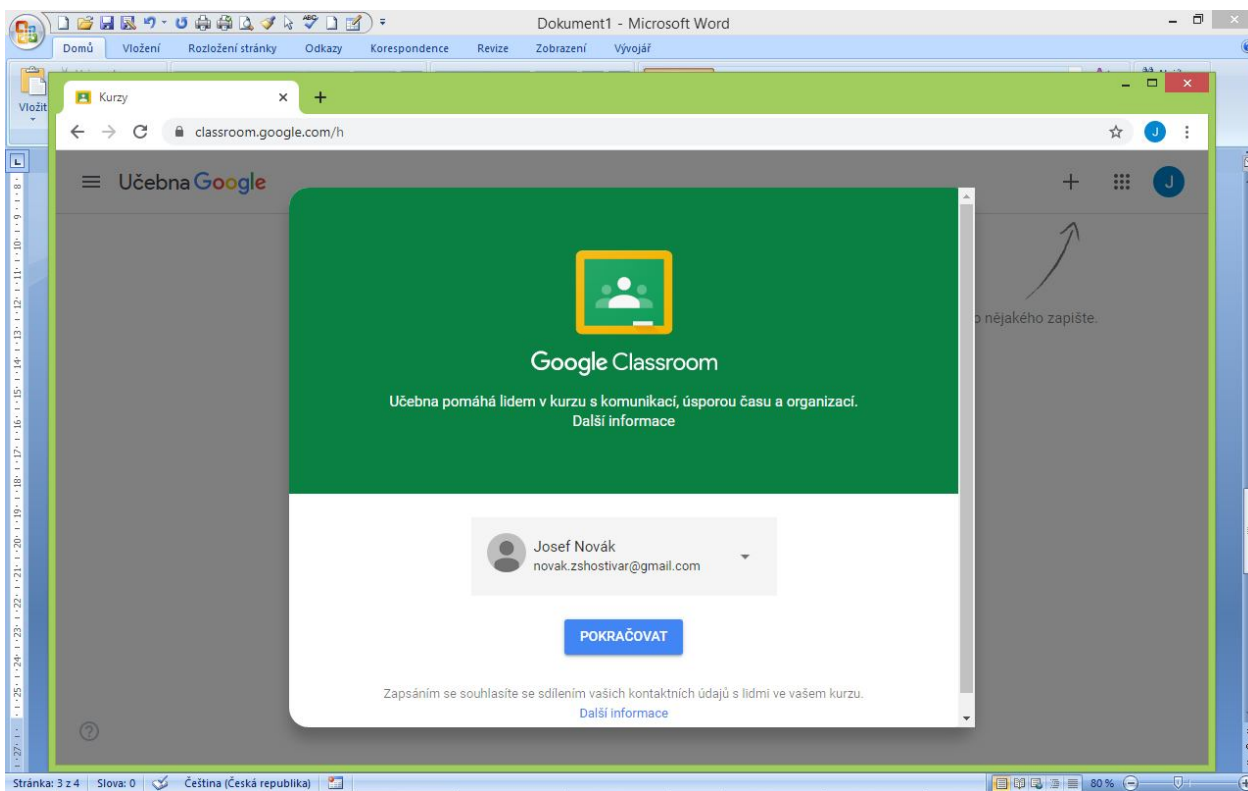 Dokument1 - Microsoft Word
Domů Vložení Rozložení stránky Odkazy Korespondence Revize Zobrazení Vývojář
Vložit
Kurzy
classroom.google.com/h
J
Učebna Google
J
nějakého zapište.
Google Classroom
Učebna pomáhá lidem v kurzu s komunikací, úsporou času a organizací.
Další informace
Josef Novák
novak.zshostivar@gmail.com
POKRAČOVAT
Zapsáním se souhlasíte se sdílením vašich kontaktních údajů s lidmi ve vašem kurzu.
Další informace
Stránka: 3 z 4 Slova: 0 Čeština (Česká republika) 80 %